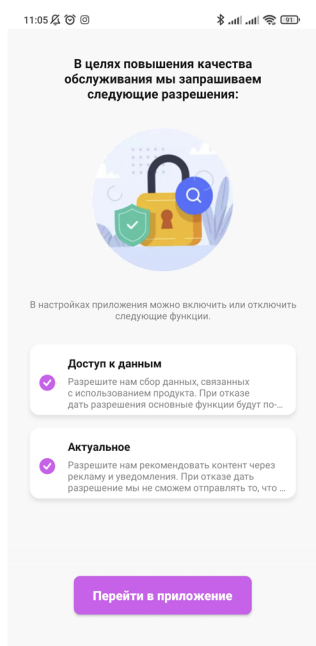 11:05
91
В целях повышения качества
обслуживания мы запрашиваем
следующие разрешения:
В настройках приложения можно включить или отключить
следующие функции.
Доступ к данным
Разрешите нам сбор данных, связанных
с использованием продукта. При отказе
дать разрешения основные функции будут по-...
Актуальное
Разрешите нам рекомендовать контент через
рекламу и уведомления. При отказе дать
разрешение мы не сможем отправлять то, что ...
Перейти в приложение